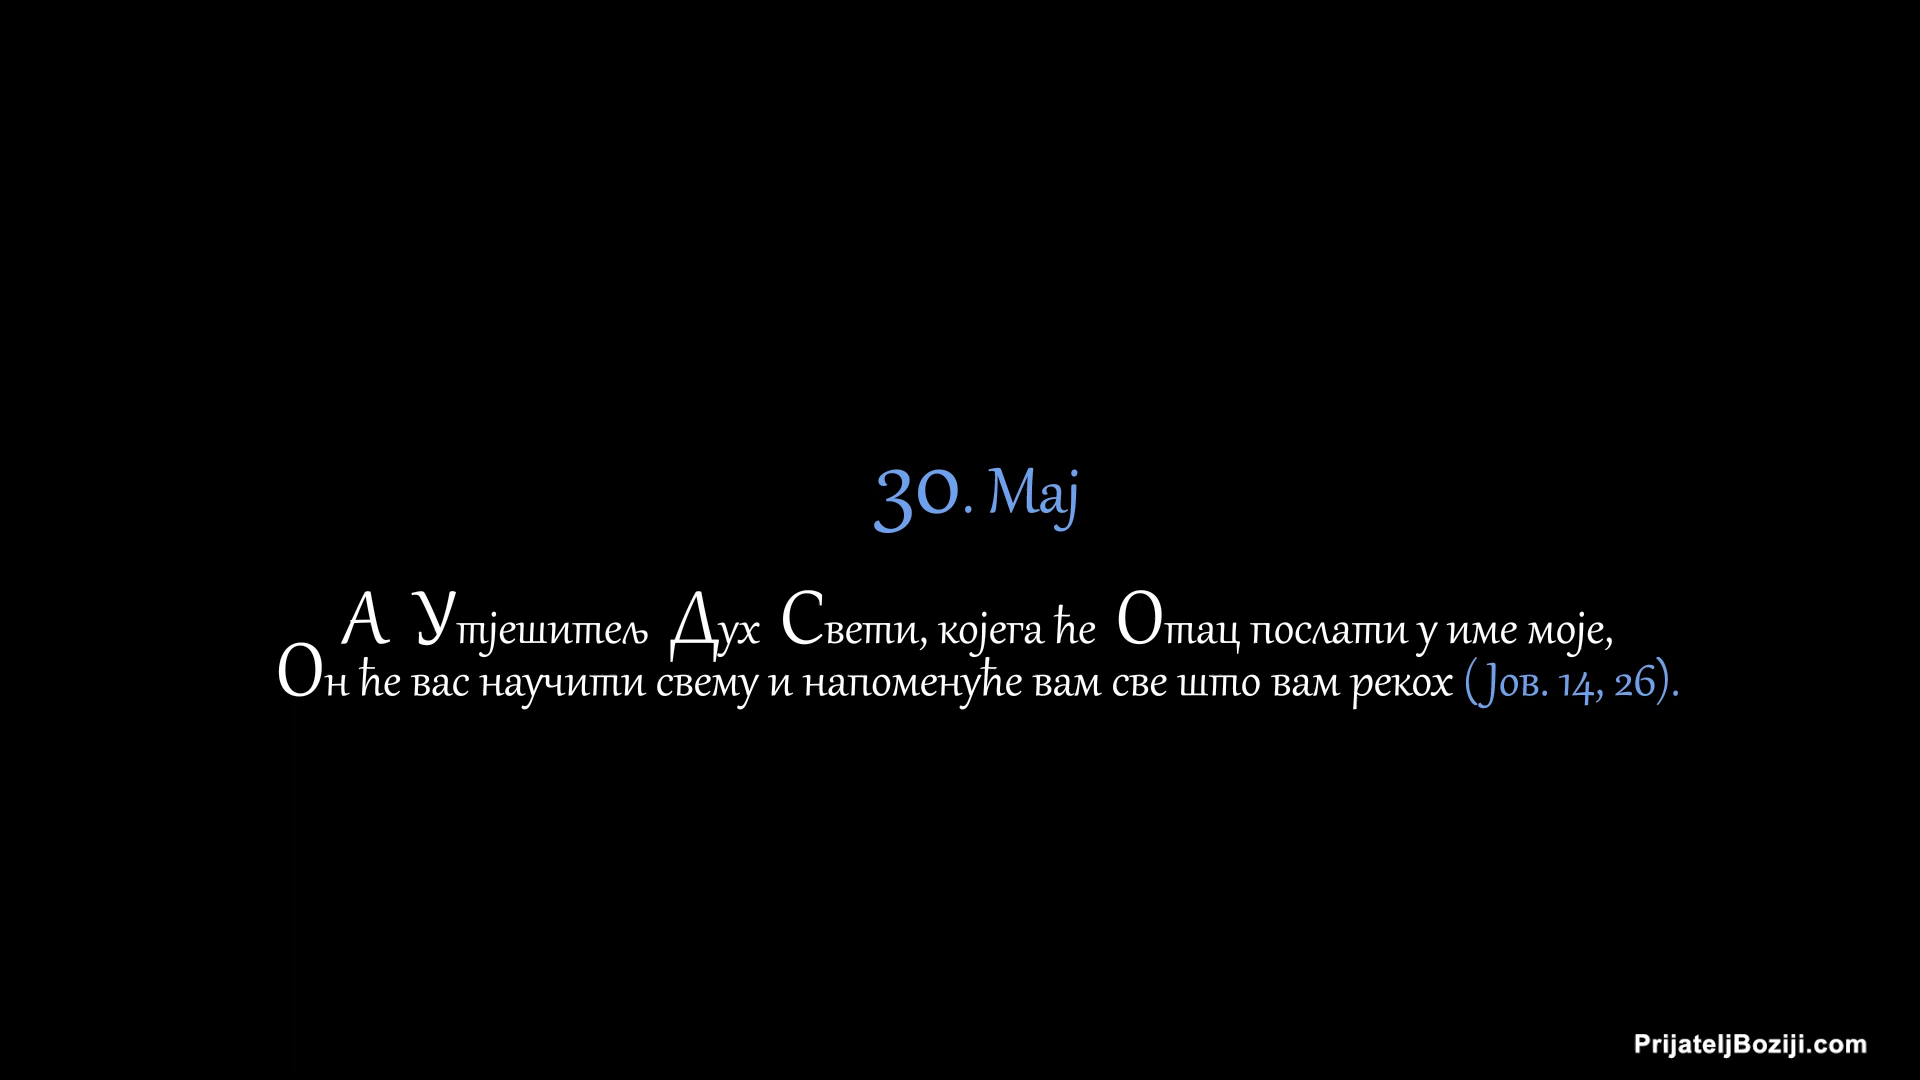 30. Мај
А Утјешитељ Дух Свети, којега ће Отац послати у име моје,
Он ће вас научити свему и напоменуће вам све што вам рекох (Јов. 14, 26).
PrijateljBoziji.com